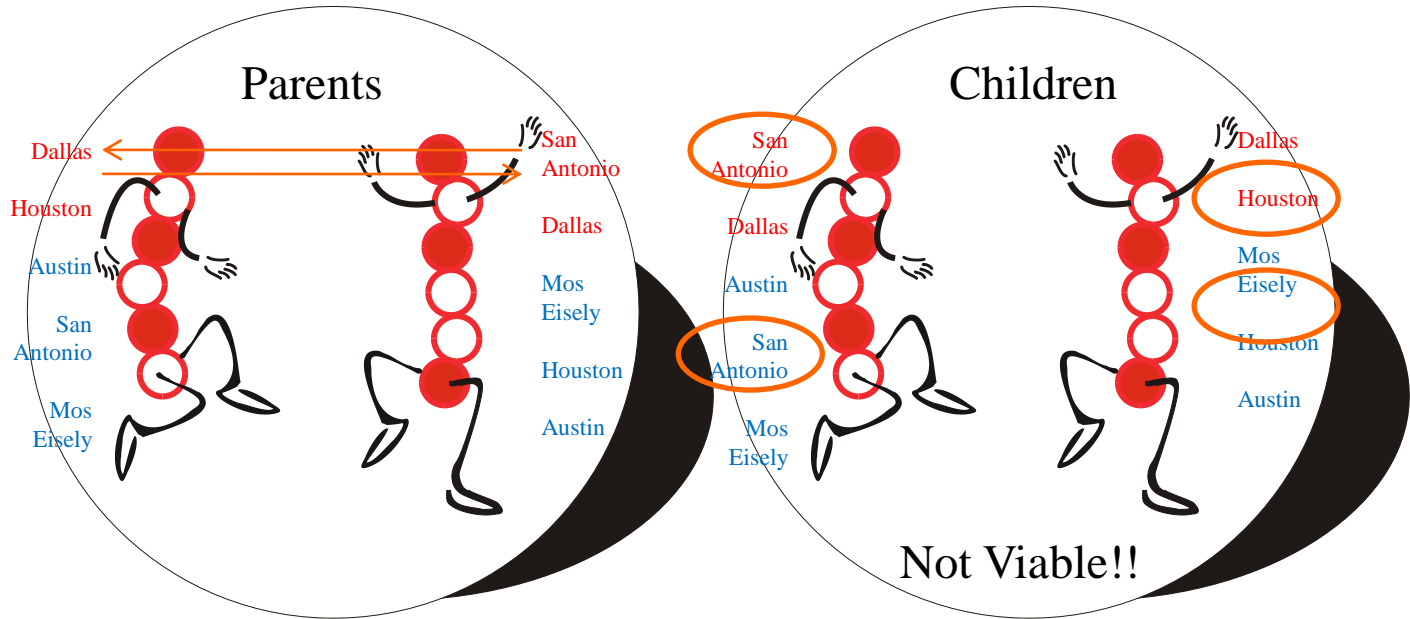 Parents
Dallas
Houston
Austin
San
Antonio
Mos
Eisely
San
Antonio
Dallas
Mos
Eisely
Houston
Austin
Children
San
Antonio
Dallas
Austin
San
Antonio
Mos
Eisely
Dallas
Houston
Mos
Eisely
Houston
Austin
Not Viable!!